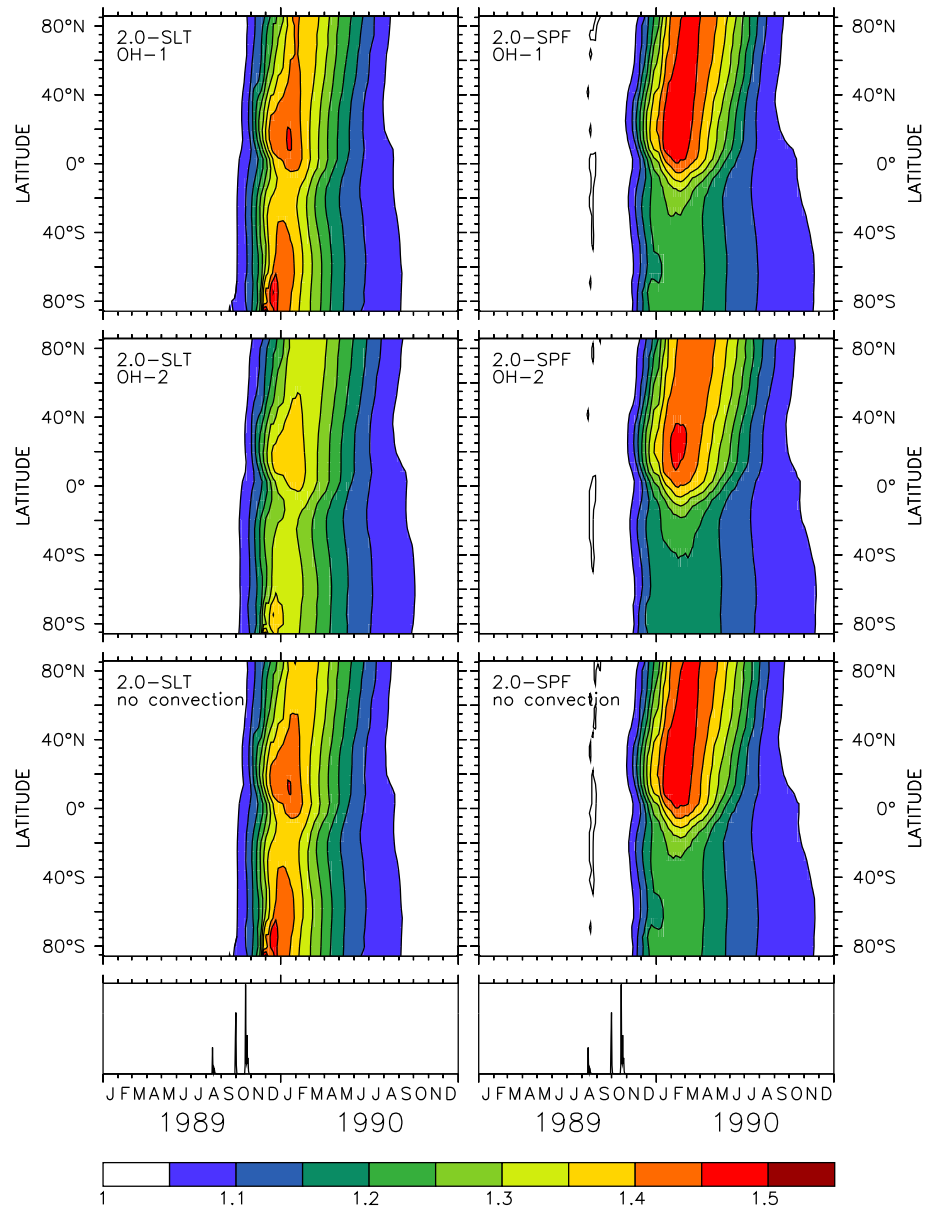 80°N
40°N
0°
40°S
80°S
LATITUDE
2.0-SLT
OH-1
2.0-SPF
OH-1
80°N
40°N
0°
40°S
80°S
LATITUDE
80°N
40°N
0°
40°S
80°S
LATITUDE
2.0-SLT
OH-2
2.0-SPF
OH-2
80°N
40°N
0°
40°S
80°S
LATITUDE
80°N
40°N
0°
40°S
80°S
LATITUDE
2.0-SLT
no convection
2.0-SPF
no convection
80°N
40°N
0°
40°S
80°S
LATITUDE
J F M A M J J A S O N D J F M A M J J A S O N D
1989 1990
J F M A M J J A S O N D J F M A M J J A S O N D
1989 1990
1 1.1 1.2 1.3 1.4 1.5